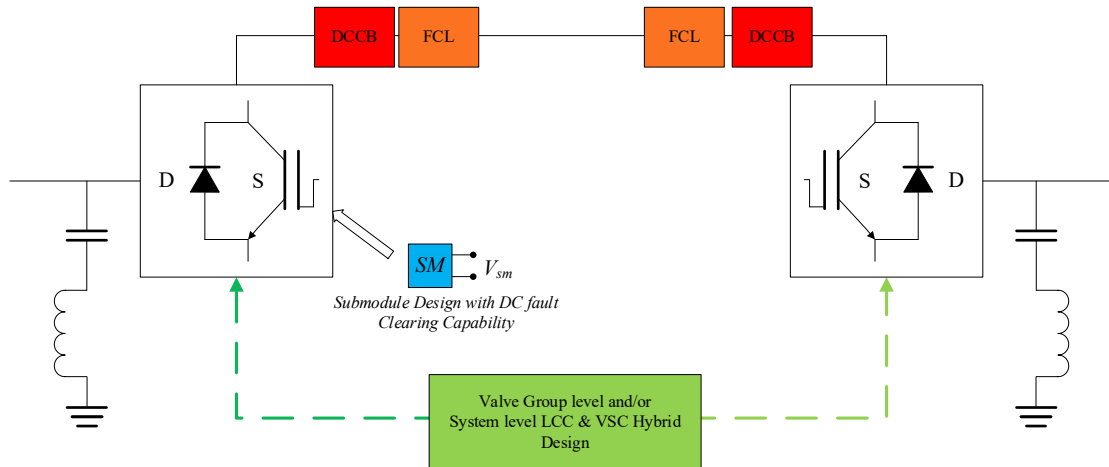 DCCB
FCL
FCL
DCCB
D
S
S
D
SM
Vsm
Submodule Design with DC fault
Clearing Capability
Valve Group level and/or
System level LCC & VSC Hybrid
Design